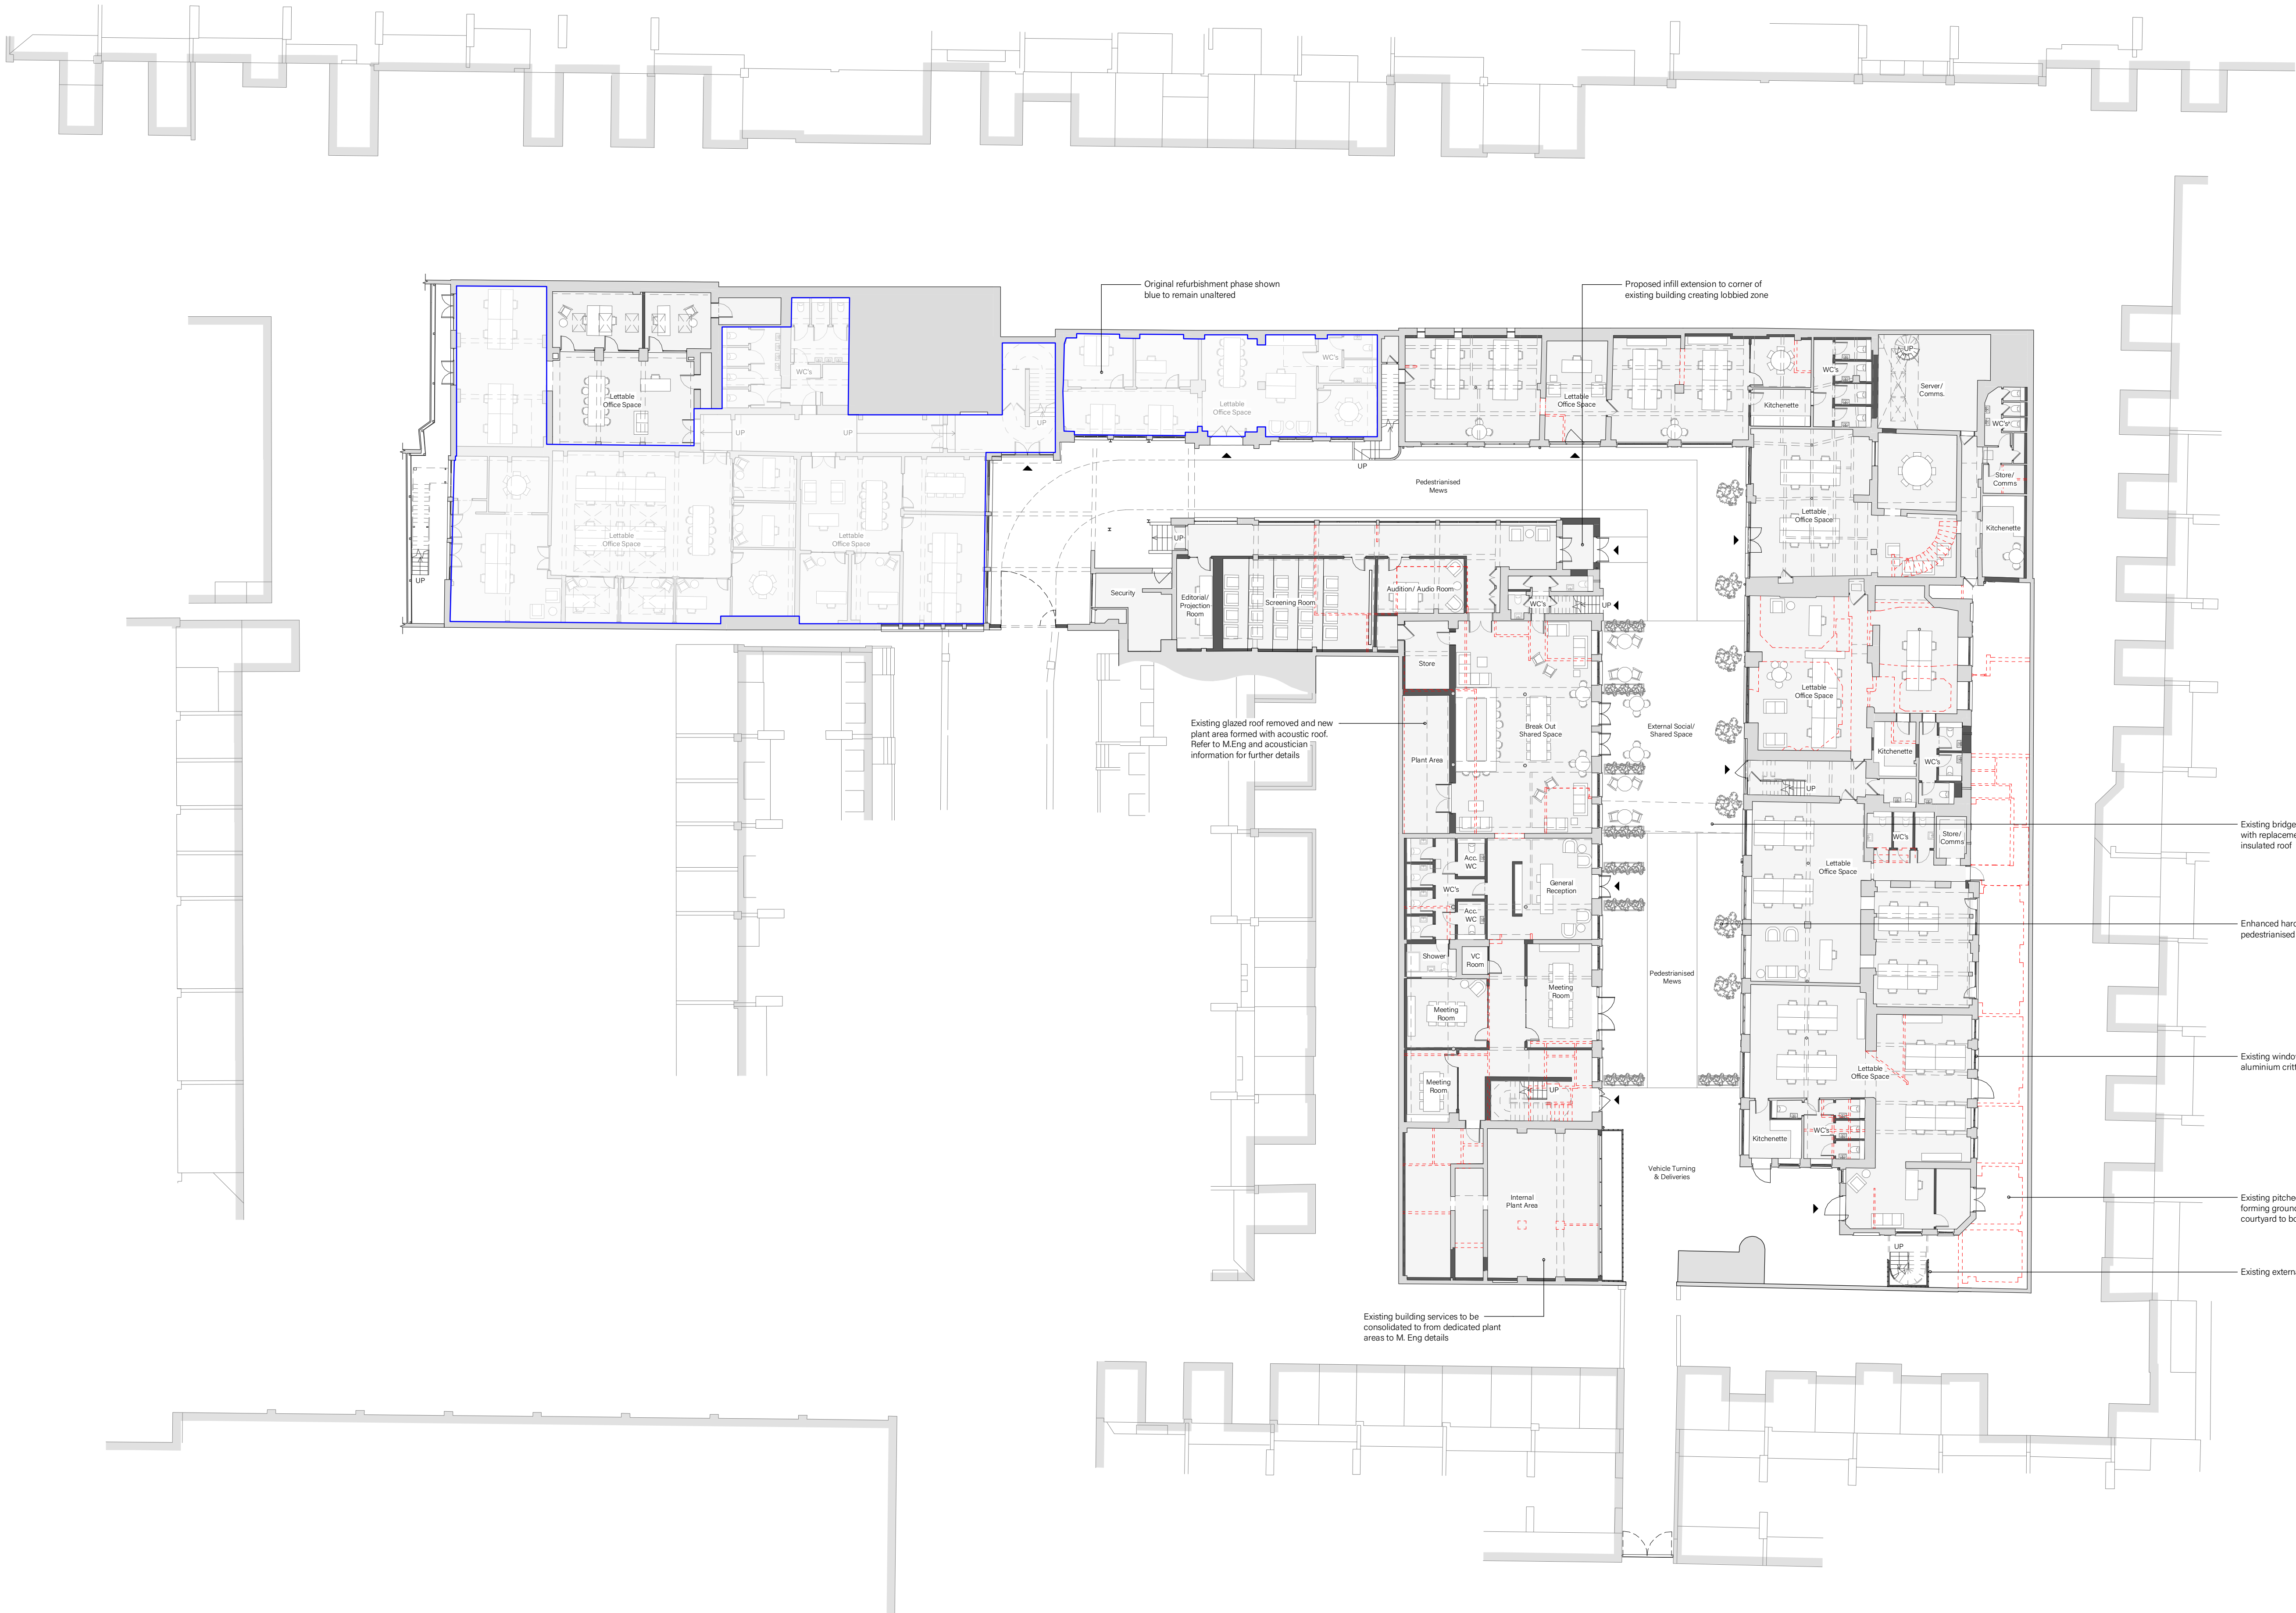 Original refurbishment phase shown
blue to remain unaltered
Proposed infill extension to corner of
existing building creating lobbied zone
Lettable
Office Space
WC's
UP
UP
UP
Lettable
Office Space
WC's
UP
Lettable
Office Space
Kitchenette
WC's
UP
Server/
Comms.
WC's
Store/
Comms
Kitchenette
Lettable
Office Space
Lettable
Office Space
Lettable
Office Space
UP
Pedestrianised
Mews
UP
Security
Editorial/
Projection
Room
Screening Room
Audition/ Audio Room
WC's
UP
Store
Existing glazed roof removed and new
plant area formed with acoustic roof.
Refer to M.Eng and acoustician
information for further details
Plant Area
Break Out
Shared Space
External Social/
Shared Space
Lettable
Office Space
Kitchenette
WC's
UP
Existing bridge
with replaceme
insulated roof
Acc.
WC
WC's
Acc.
WC
General
Reception
Lettable
Office Space
WC's
Store/
Comms
Enhanced hard
pedestrianised
Shower
VC
Room
Meeting
Room
Meeting
Room
Pedestrianised
Mews
Meeting
Room
UP
Lettable
Office Space
Existing windo
aluminium critt
Kitchenette
WC's
Vehicle Turning
& Deliveries
Internal
Plant Area
Existing pitche
forming ground
courtyard to bo
UP
Existing extern
Existing building services to be
consolidated to from dedicated plant
areas to M. Eng details